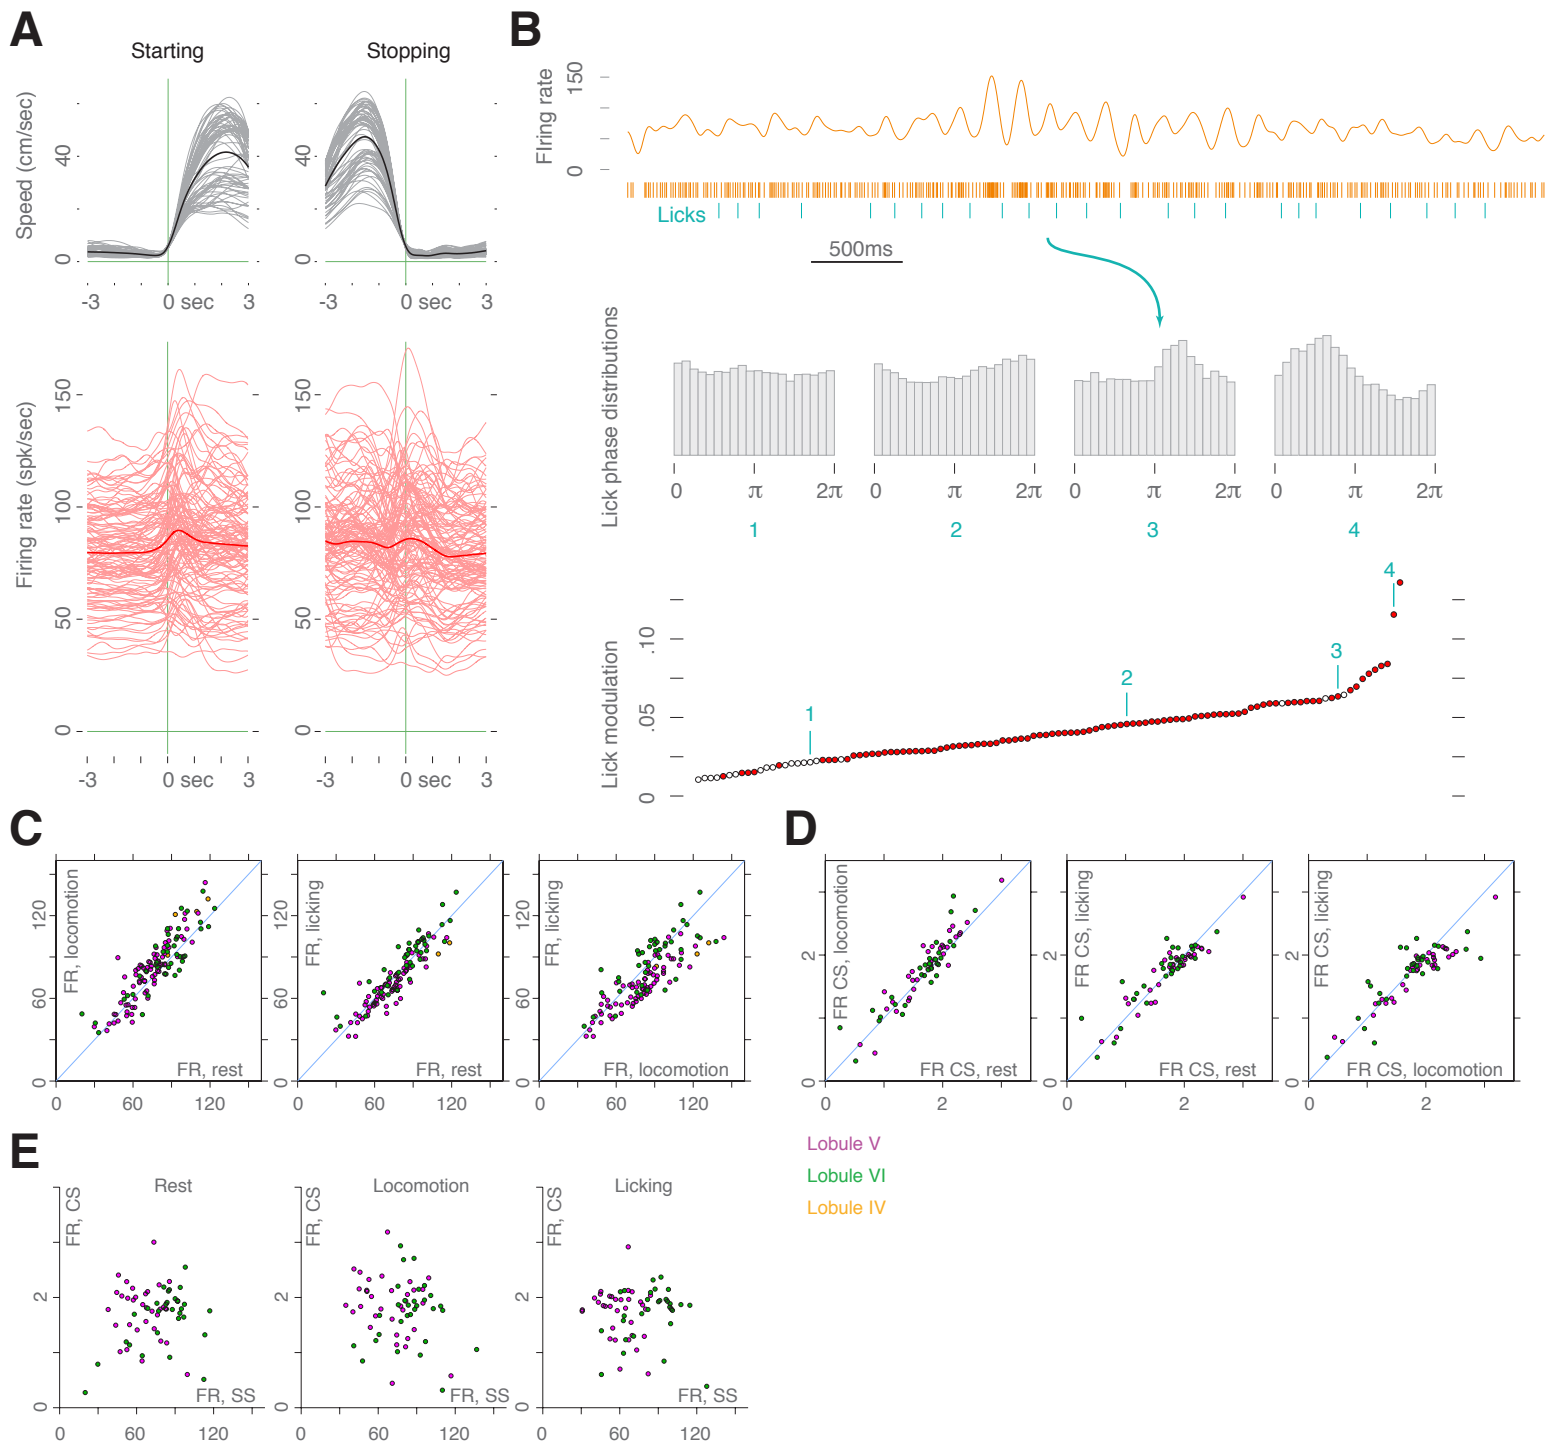 A
Starting
Stopping
Speed (cm/sec)
40
0
-3
0 sec
3
-3
0 sec
3
Firing rate (spk/sec)
150
100
50
0
150
100
50
0
-3
0 sec
3
-3
0 sec
3
B
FIring rate
150
0
Licks
500ms
Lick phase distributions
0
π
2π
0
π
2π
0
π
2π
0
π
2π
1
2
3
4
Lick modulation
.10
.05
0
1
2
3
4
C
FR, locomotion
120
60
0
FR, rest
0
60
120
FR, licking
120
60
0
FR, rest
0
60
120
FR, licking
120
60
0
FR, locomotion
0
60
120
D
FR CS, locomotion
2
0
FR CS, rest
0
2
FR CS, licking
2
0
FR CS, rest
0
2
FR CS, licking
2
0
FR CS, locomotion
0
2
Lobule V
Lobule VI
Lobule IV
E
Rest
FR, CS
2
0
FR, SS
0
60
120
Locomotion
FR, CS
2
0
FR, SS
0
60
120
Licking
FR, CS
2
0
FR, SS
0
60
120